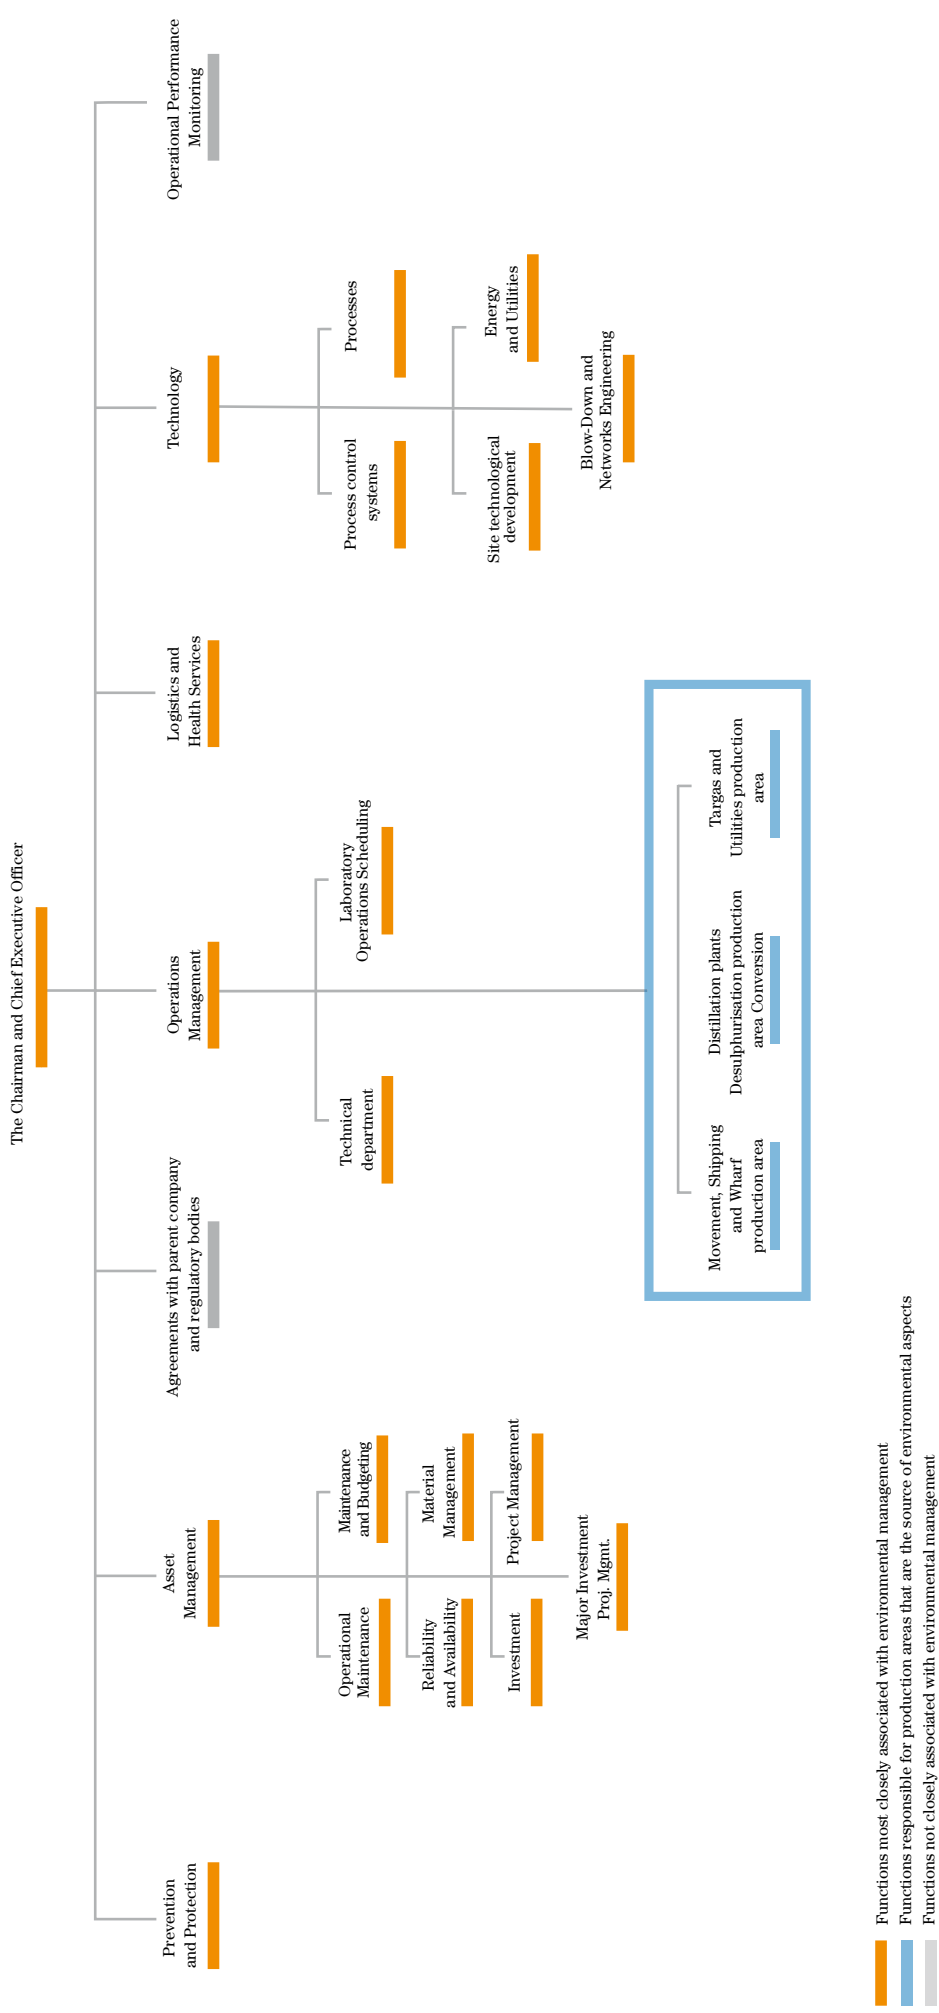 The Chairman and Chief Executive Officer
Prevention
and Protection
Asset
Management
Agreements with parent company
and regulatory bodies
Operations
Management
Logistics and
Health Services
Technology
Operational Performance
Monitoring
Operational
Maintenance
Maintenance
and Budgeting
Reliability
and Availability
Material
Management
Investment
Project Management
Major Investment
Proj. Mgmt.
Technical
department
Laboratory
Operations Scheduling
Movement, Shipping
and Wharf
production area
Distillation plants
Desulphurisation production
area Conversion
Targas and
Utilities production
area
Process control
systems
Processes
Site technological
development
Energy
and Utilities
Blow-Down and
Networks Engineering
Functions most closely associated with environmental management
Functions responsible for production areas that are the source of environmental aspects
Functions not closely associated with environmental management